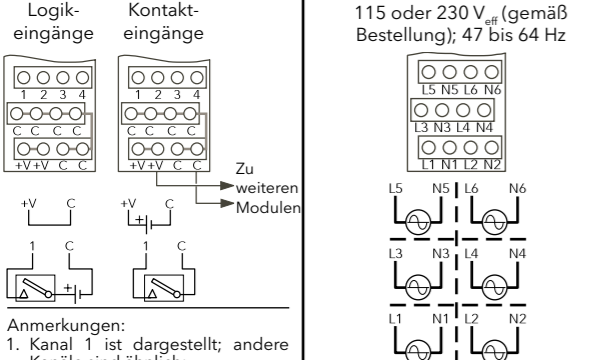 Logik-
eingänge
Kontakt-
eingänge
1 2 3 4
C C C C
+V +V C C
1 2 3 4
C C C C
+V +V C C
Zu
weiteren
Modulen
+V C
1 C
+
+V C
+
1 C
Anmerkungen:
1. Kanal 1 ist dargestellt; andere
Kanäle sind ähnlich;
115 oder 230 Veff (gemäß
Bestellung); 47 bis 64 Hz
L5 N5 L6 N6
L3 N3 L4 N4
L1 N1 L2 N2
L5 N5 L6 N6
L3 N3 L4 N4
L1 N1 L2 N2